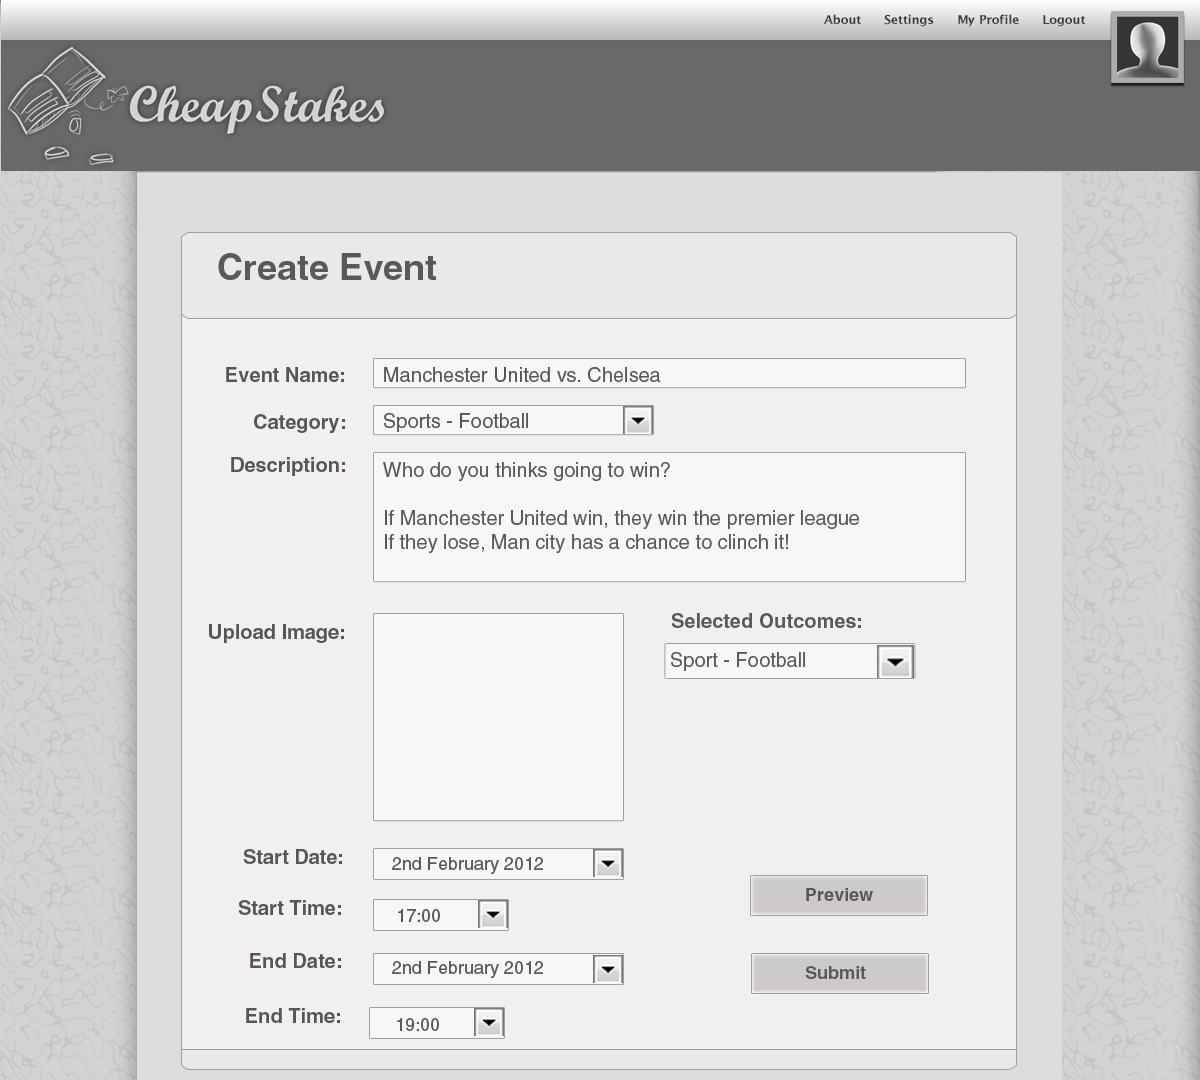 About Settings My Profile Logout
CheapStakes
Create Event
Event Name: Manchester United vs. Chelsea
Category: Sports - Football
Description: Who do you thinks going to win?
If Manchester United win, they win the premier league
If they lose, Man city has a chance to clinch it!
Upload Image:
Selected Outcomes:
Sport - Football
Start Date: 2nd February 2012
Start Time: 17:00
End Date: 2nd February 2012
End Time: 19:00
Preview
Submit